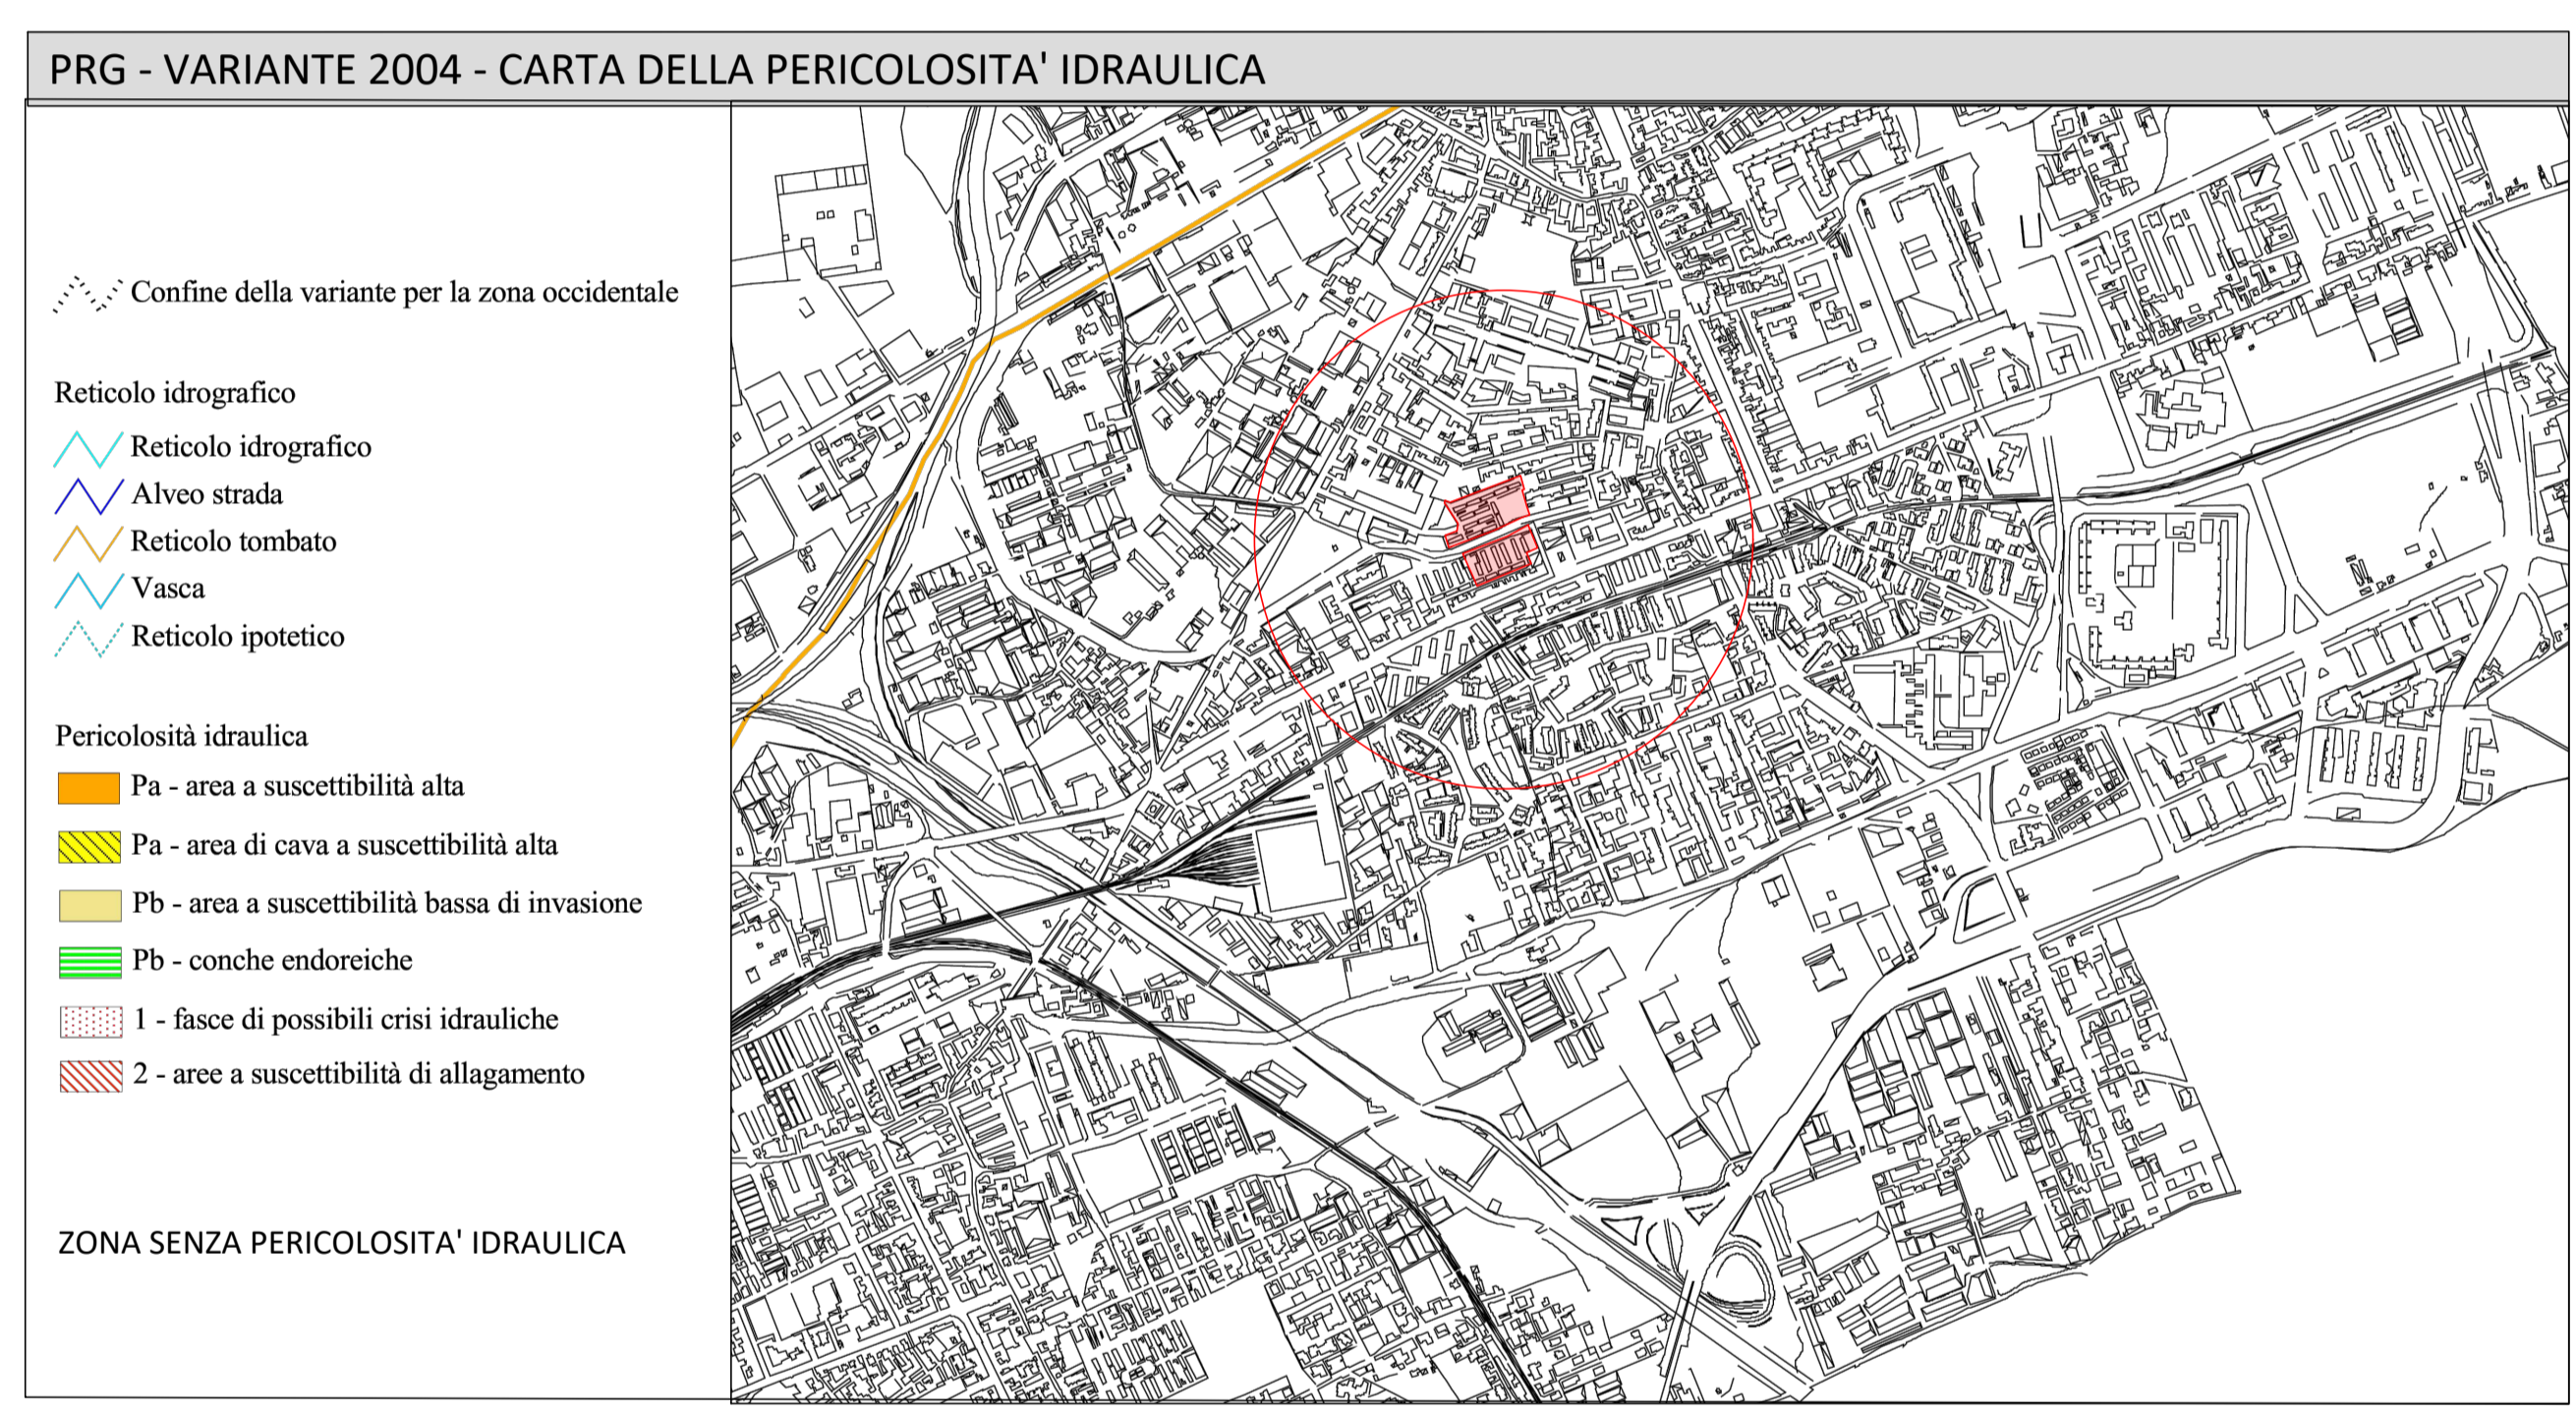 PRG - VARIANTE 2004 - CARTA DELLA PERICOLOSITA' IDRAULICA
Confine della variante per la zona occidentale
Reticolo idrografico
Reticolo idrografico
Alveo strada
Reticolo tombato
Vasca
Reticolo ipotetico
Pericolosità idraulica
Pa - area a suscettibilità alta
Pa - area di cava a suscettibilità alta
Pb - area a suscettibilità bassa di invasione
Pb - conche endoreiche
1 - fasce di possibili crisi idrauliche
2 - aree a suscettibilità di allagamento
ZONA SENZA PERICOLOSITA' IDRAULICA